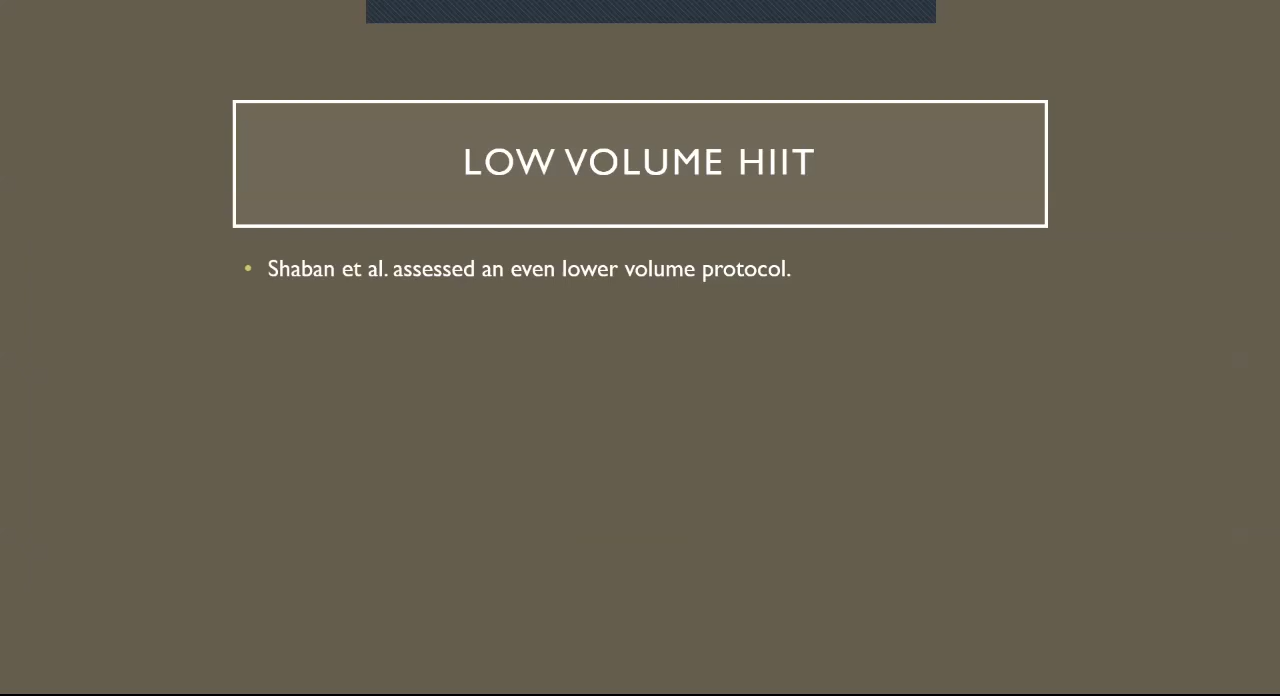 LOW VOLUME HIIT
• Shaban et al. assessed an even lower volume protocol.